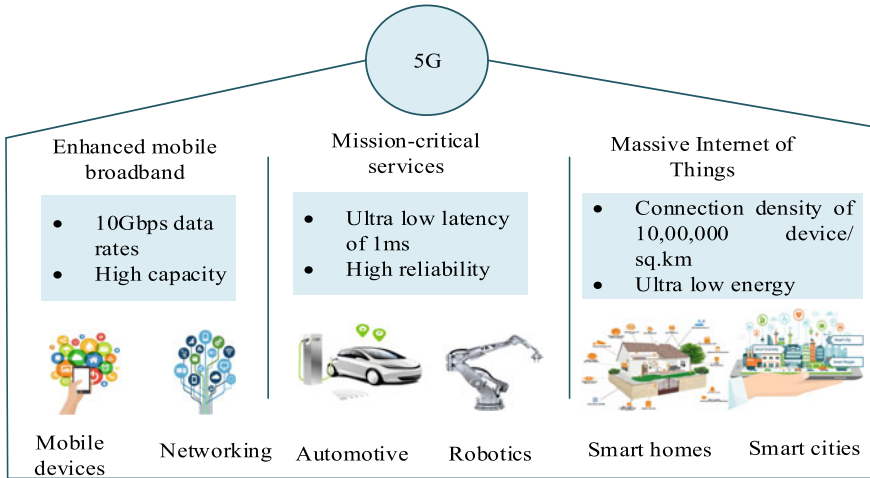 5G
Enhanced mobile
broadband
• 10Gbps data
rates
• High capacity
Mission-critical
services
• Ultra low latency
of 1ms
• High reliability
Massive Internet of
Things
• Connection density of
10,00,000 device/
sq.km
• Ultra low energy
Mobile
devices
Networking
Automotive
Robotics
Smart homes
Smart cities